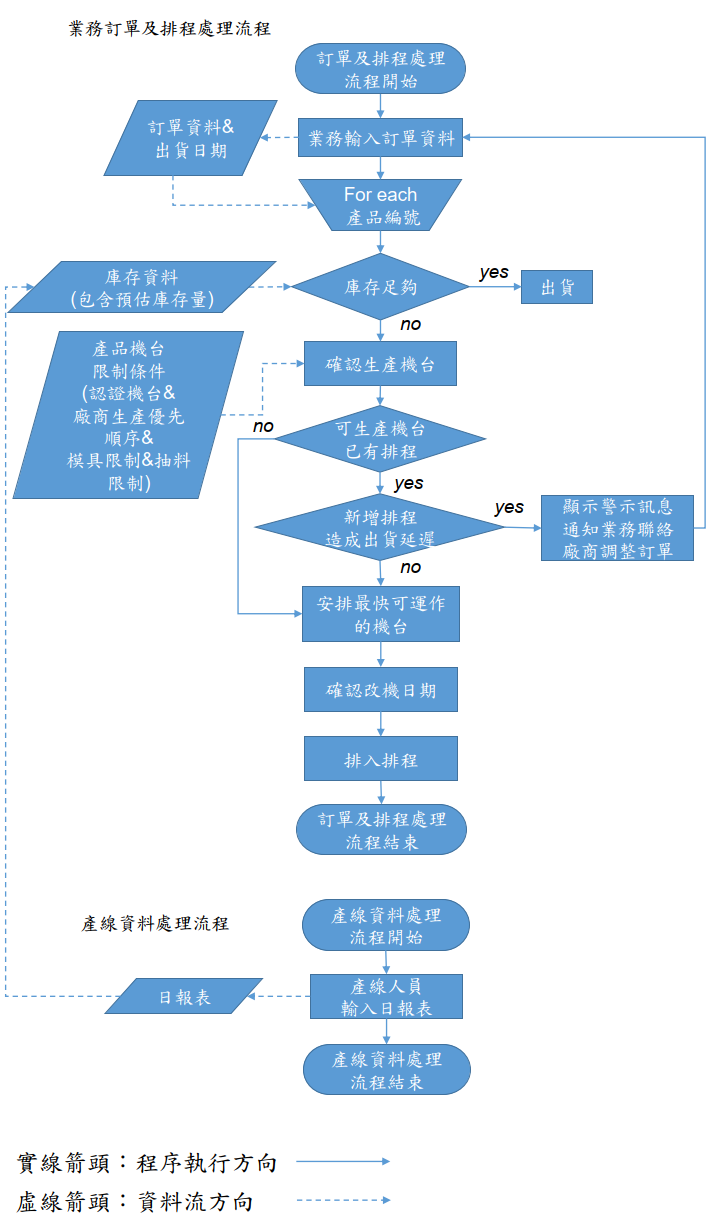 業務訂單及排程處理流程
訂單及排程處理
流程開始
訂單資料&
出貨日期
業務輸入訂單資料
For each
產品編號
庫存資料
(包含預估庫存量)
庫存足夠
yes
出貨
no
產品機台
限制條件
(認證機台&
廠商生產優先
順序&
模具限制&抽料
限制)
確認生產機台
no
可生產機台
已有排程
yes
新增排程
造成出貨延遲
yes
顯示警示訊息
通知業務聯絡
廠商調整訂單
no
安排最快可運作
的機台
確認改機日期
排入排程
訂單及排程處理
流程結束
產線資料處理流程
產線資料處理
流程開始
日報表
產線人員
輸入日報表
產線資料處理
流程結束
實線箭頭：程序執行方向
虛線箭頭：資料流方向